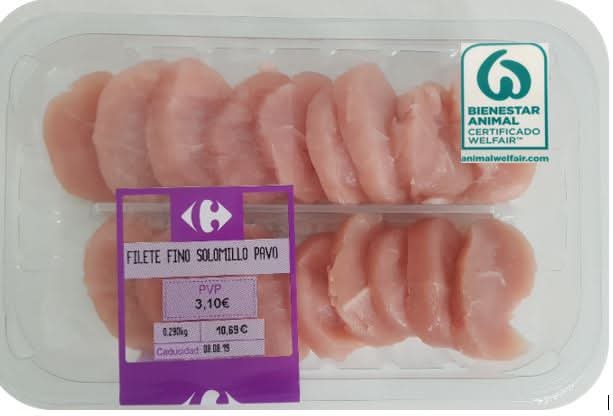 BIENESTAR
ANIMAL
CERTIFICADO
WELFAIR™
animalwelfair.com
FILETE FINO SOLOMILLO PAVO
PVP
3,10€
0.290kg 10,69€
Caducidad 08.08.19